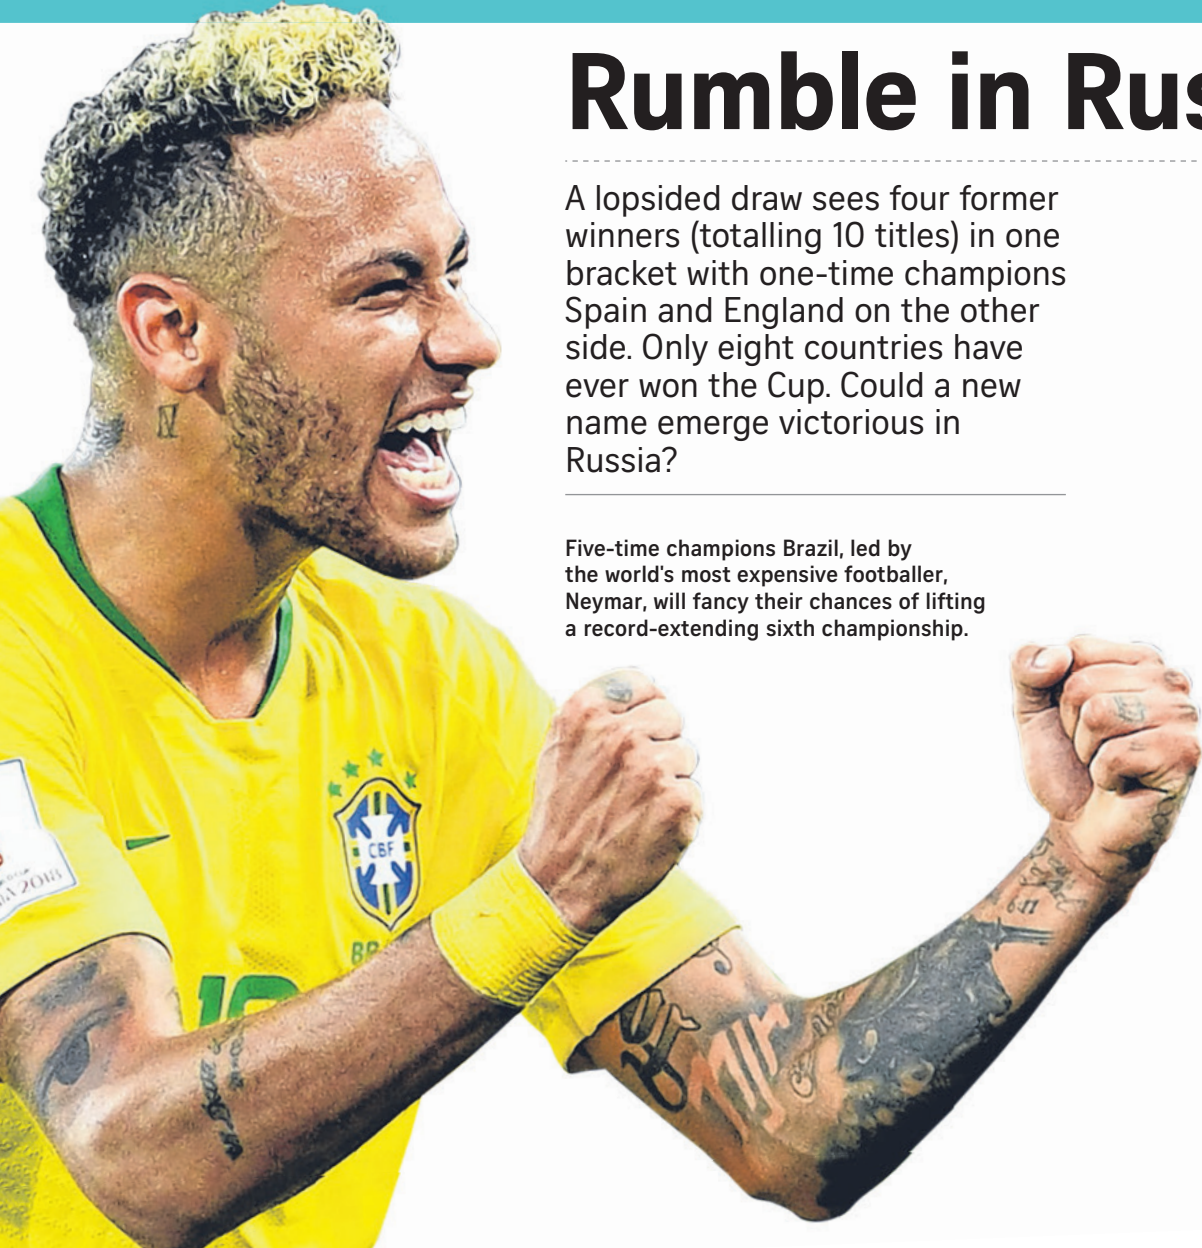 Rumble in Rus
A lopsided draw sees four former
winners (totalling 10 titles) in one
bracket with one-time champions
Spain and England on the other
side. Only eight countries have
ever won the Cup. Could a new
name emerge victorious in
Russia?
Five-time champions Brazil, led by
the world's most expensive footballer,
Neymar, will fancy their chances of lifting
a record-extending sixth championship.
CBF
BR
10
2018